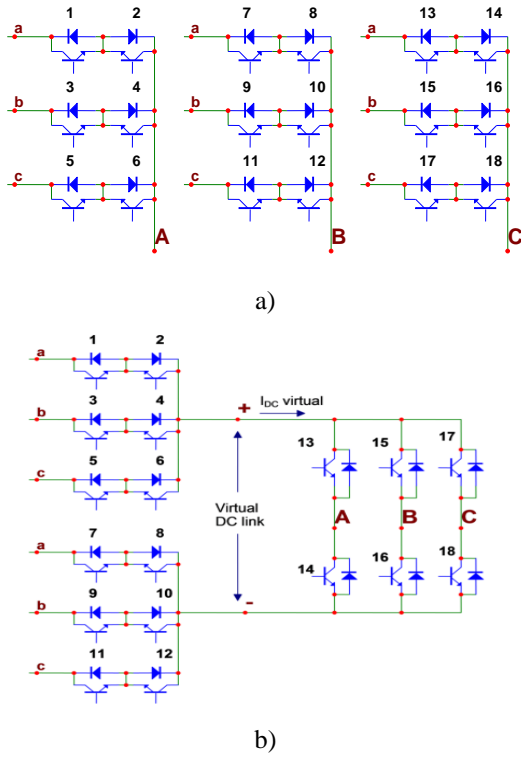 1 2 7 8 13 14
a a a
3 4 9 10 15 16
b b b
5 6 11 12 17 18
c c c
A B C
a)
1 2
a
+ I_DC virtual
3 4
b
13 15 17
5 6
c
Virtual
DC link
A B C
7 8
a
14 16 18
9 10
b
-
11 12
c
b)